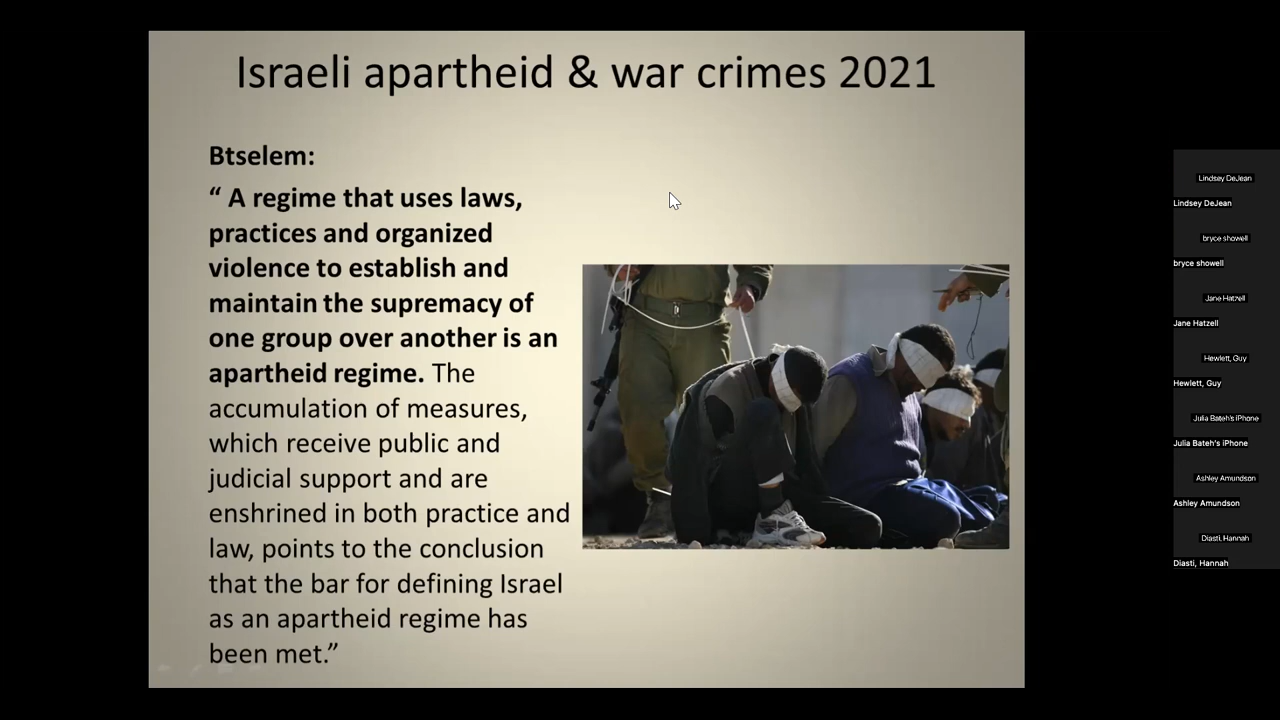 Israeli apartheid & war crimes 2021
Btselem:
“ A regime that uses laws,
practices and organized
violence to establish and
maintain the supremacy of
one group over another is an
apartheid regime. The
accumulation of measures,
which receive public and
judicial support and are
enshrined in both practice and
law, points to the conclusion
that the bar for defining Israel
as an apartheid regime has
been met.”
Lindsey DeJean
Lindsey DeJean
bryce showell
bryce showell
Jane Hatzell
Jane Hatzell
Hewlett, Guy
Hewlett, Guy
Julia Bateh's iPhone
Julia Bateh's iPhone
Ashley Amundson
Ashley Amundson
Diasti, Hannah
Diasti, Hannah